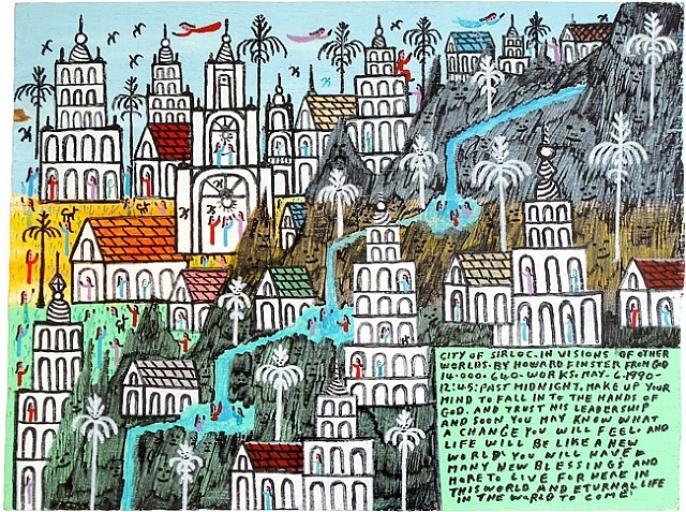 CITY OF SIRLOC. IN VISIONS OF OTHER
WORLDS. BY HOWARD FINSTER FROM GOD
14.000.640. WORKS. MAY. 6.1990.
12:45: PAST MIDNIGHT. MAKE UP YOUR
MIND TO FALL IN TO THE HANDS OF
GOD. AND TRUST HIS LEADERSHIP
AND SOON YOU MAY KNOW WHAT
A CHANGE YOU WILL FEEL. AND
LIFE WILL BE LIKE A NEW
WORLD. YOU WILL HAVE
MANY NEW BLESSINGS AND
MORE TO LIVE FOR HERE IN
THIS WORLD AND ETURNAL LIFE
IN THE WORLD TO COME.